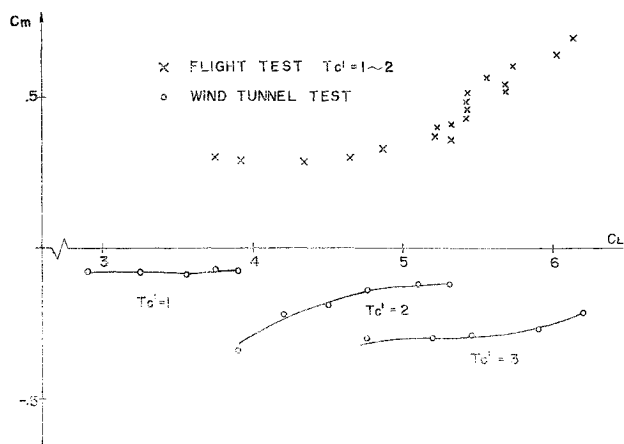 Cm
× FLIGHT TEST Tc'=1~2
○ WIND TUNNEL TEST
.5
CL
3
4
5
6
Tc'=1
Tc'=2
Tc'=3
-.5